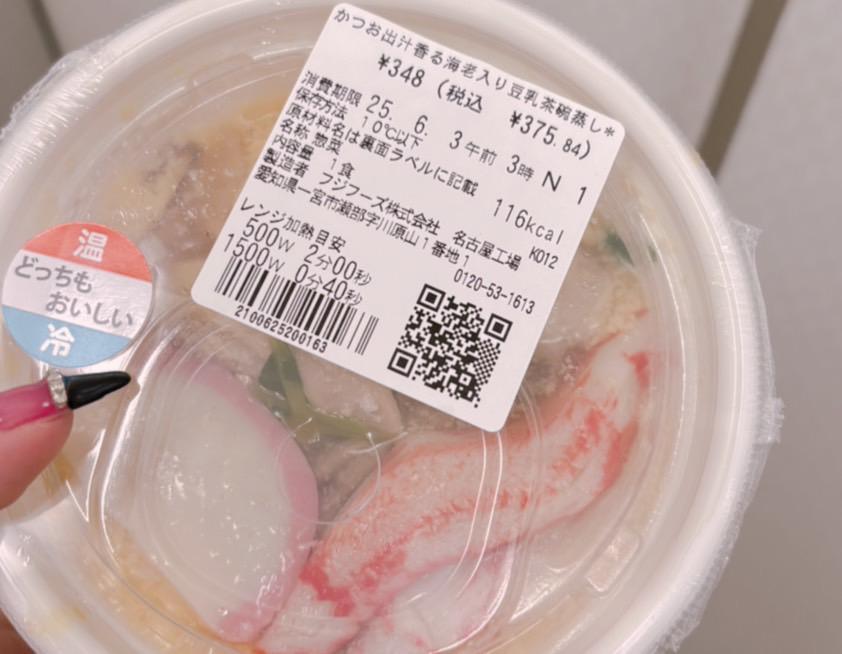 かつお出汁香る海老入り豆乳茶碗蒸し*
¥348 (税込 ¥375.84)
消費期限 25. 6. 3午前 3時 N 1
保存方法 10℃以下
原材料名は裏面ラベルに記載
名称 惣菜
内容量 1食 116kcal
製造者 フジフーズ株式会社 名古屋工場 K012
愛知県一宮市瀬部字川原山1番地1
0120-53-1613
レンジ加熱目安
500W 2分00秒
1500W 0分40秒
2100625200163
温
どっちも
おいしい
冷